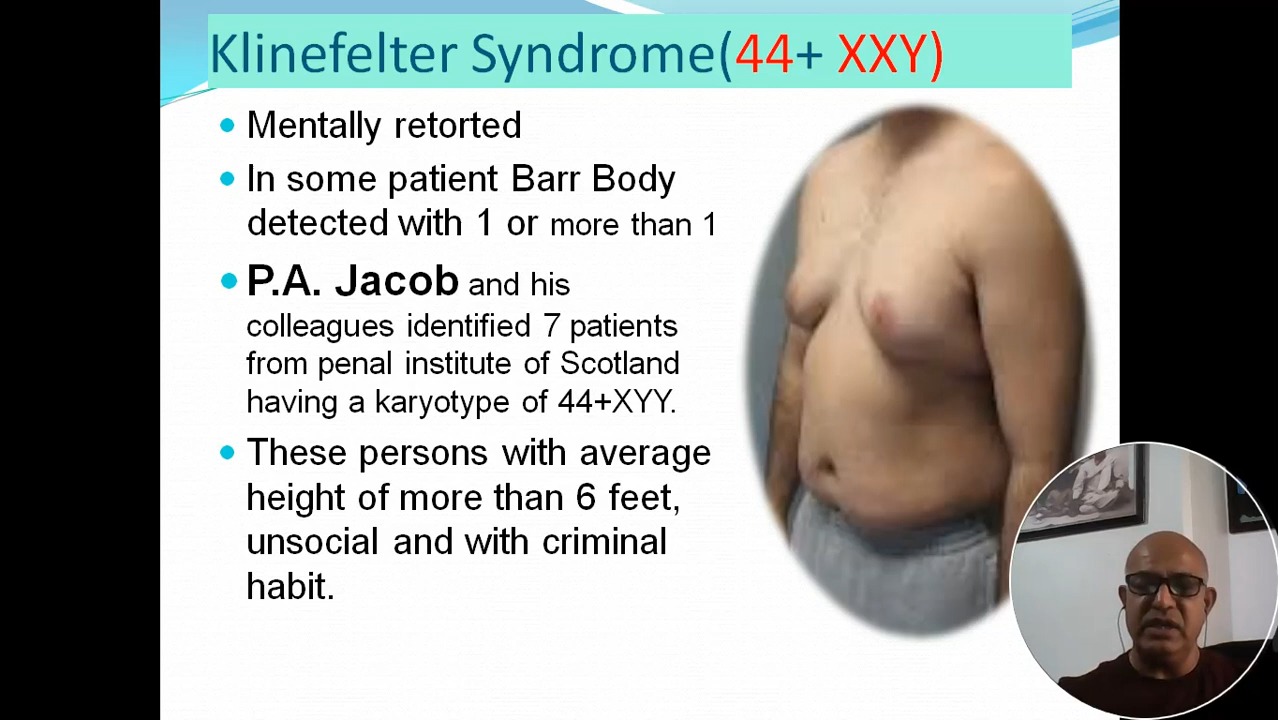 Klinefelter Syndrome(44+ XXY)
Mentally retorted
In some patient Barr Body
detected with 1 or more than 1
P.A. Jacob and his
colleagues identified 7 patients
from penal institute of Scotland
having a karyotype of 44+XYY.
These persons with average
height of more than 6 feet,
unsocial and with criminal
habit.